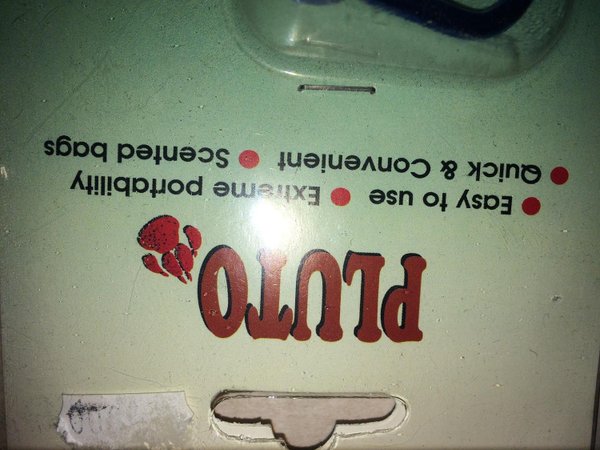 PLUTO
• Easy to use • Extreme portability
• Quick & Convenient • Scented bags